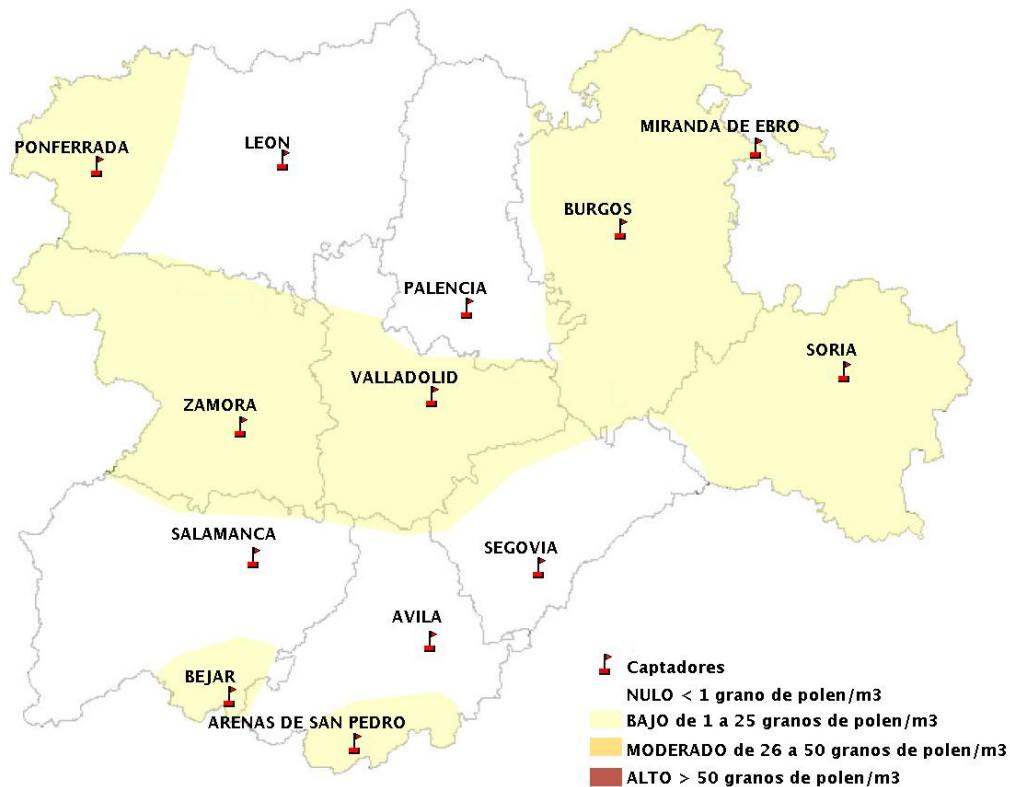 MIRANDA DE EBRO
PONFERRADA
LEON
BURGOS
PALENCIA
SORIA
VALLADOLID
ZAMORA
SALAMANCA
SEGOVIA
AVILA
BEJAR
ARENAS DE SAN PEDRO
Captadores
NULO < 1 grano de polen/m3
BAJO de 1 a 25 granos de polen/m3
MODERADO de 26 a 50 granos de polen/m3
ALTO > 50 granos de polen/m3